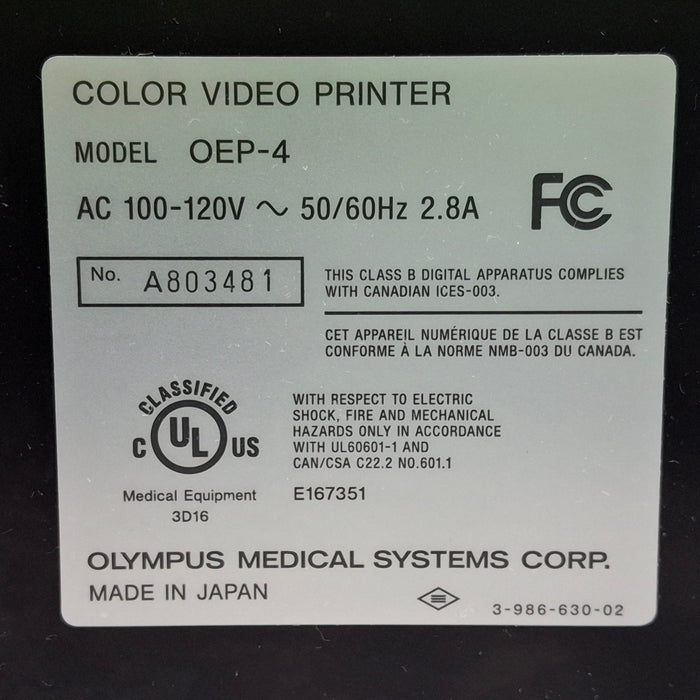 COLOR VIDEO PRINTER
MODEL OEP-4
AC 100-120V ~ 50/60Hz 2.8A
FC
No. A803481
THIS CLASS B DIGITAL APPARATUS COMPLIES
WITH CANADIAN ICES-003.
CET APPAREIL NUMÉRIQUE DE LA CLASSE B EST
CONFORME À LA NORME NMB-003 DU CANADA.
CLASSIFIED
C UL US
Medical Equipment
3D16
WITH RESPECT TO ELECTRIC
SHOCK, FIRE AND MECHANICAL
HAZARDS ONLY IN ACCORDANCE
WITH UL60601-1 AND
CAN/CSA C22.2 NO.601.1
E167351
OLYMPUS MEDICAL SYSTEMS CORP.
MADE IN JAPAN
3-986-630-02